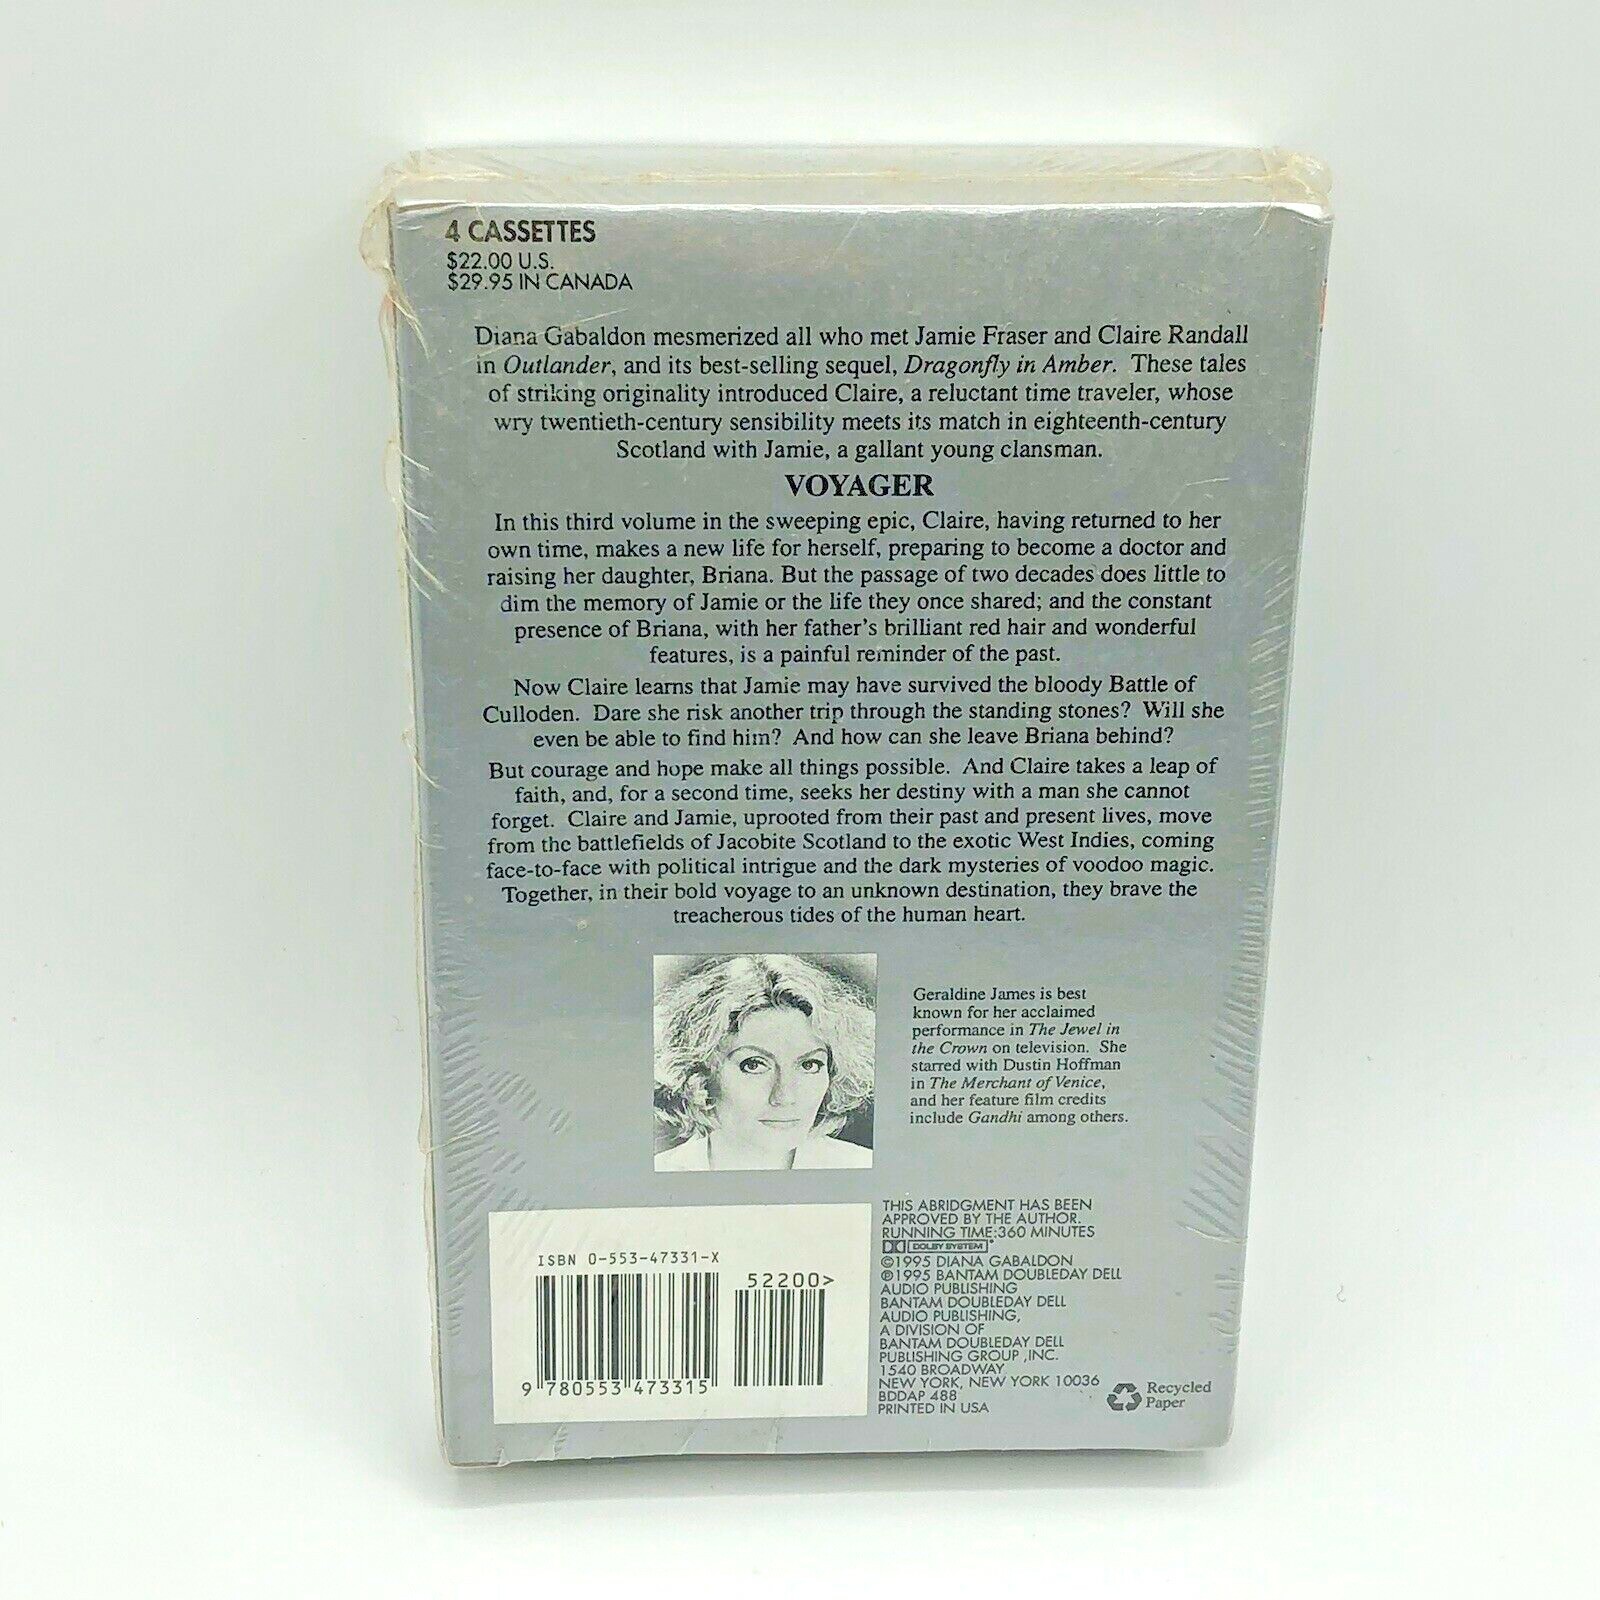 4 CASSETTES
$22.00 U.S.
$29.95 IN CANADA
Diana Gabaldon mesmerized all who met Jamie Fraser and Claire Randall
in Outlander, and its best-selling sequel, Dragonfly in Amber. These tales
of striking originality introduced Claire, a reluctant time traveler, whose
wry twentieth-century sensibility meets its match in eighteenth-century
Scotland with Jamie, a gallant young clansman.
VOYAGER
In this third volume in the sweeping epic, Claire, having returned to her
own time, makes a new life for herself, preparing to become a doctor and
raising her daughter, Briana. But the passage of two decades does little to
dim the memory of Jamie or the life they once shared; and the constant
presence of Briana, with her father's brilliant red hair and wonderful
features, is a painful reminder of the past.
Now Claire learns that Jamie may have survived the bloody Battle of
Culloden. Dare she risk another trip through the standing stones? Will she
even be able to find him? And how can she leave Briana behind?
But courage and hope make all things possible. And Claire takes a leap of
faith, and, for a second time, seeks her destiny with a man she cannot
forget. Claire and Jamie, uprooted from their past and present lives, move
from the battlefields of Jacobite Scotland to the exotic West Indies, coming
face-to-face with political intrigue and the dark mysteries of voodoo magic.
Together, in their bold voyage to an unknown destination, they brave the
treacherous tides of the human heart.
Geraldine James is best
known for her acclaimed
performance in The Jewel in
the Crown on television. She
starred with Dustin Hoffman
in The Merchant of Venice,
and her feature film credits
include Gandhi among others.
ISBN 0-553-47331-X
52200>
9 780553 473315
THIS ABRIDGMENT HAS BEEN
APPROVED BY THE AUTHOR.
RUNNING TIME:360 MINUTES
DOLBY SYSTEM
©1995 DIANA GABALDON
℗1995 BANTAM DOUBLEDAY DELL
AUDIO PUBLISHING
BANTAM DOUBLEDAY DELL
AUDIO PUBLISHING,
A DIVISION OF
BANTAM DOUBLEDAY DELL
PUBLISHING GROUP ,INC.
1540 BROADWAY
NEW YORK, NEW YORK 10036
BDDAP 488
PRINTED IN USA
Recycled
Paper